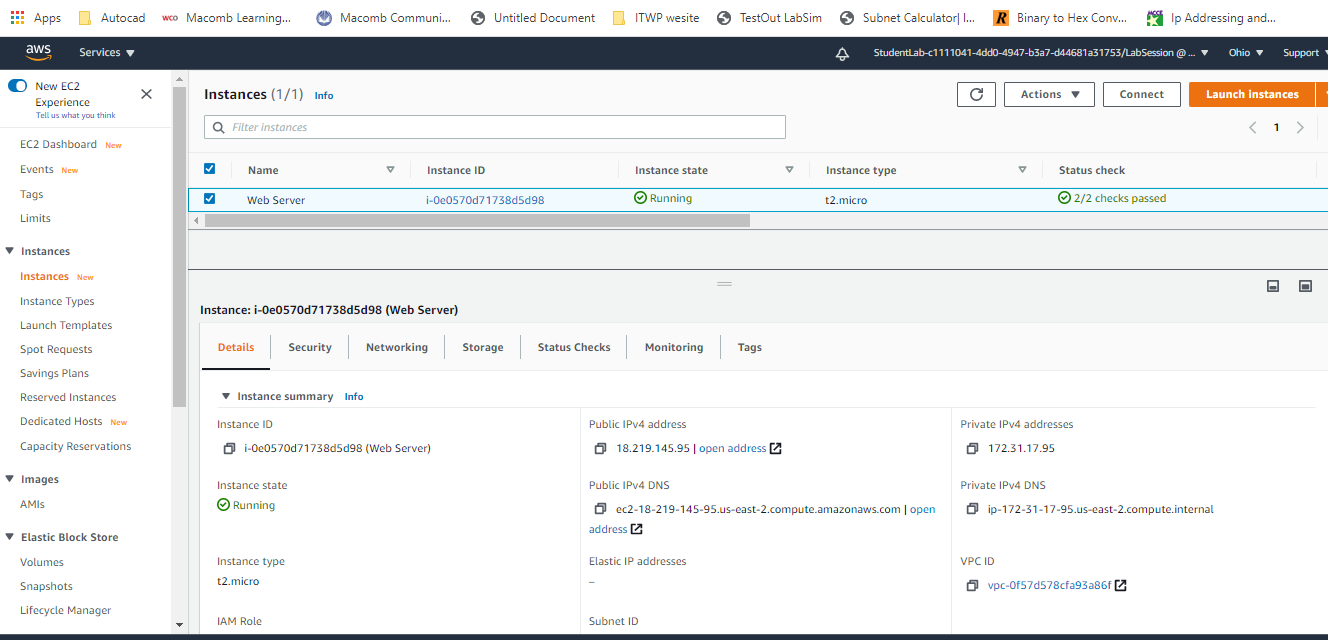 Apps Autocad wco Macomb Learning... Macomb Communi... Untitled Document ITWP wesite TestOut LabSim Subnet Calculator| I... R Binary to Hex Conv... MCCC Ip Addressing and...
aws Services StudentLab-c1111041-4dd0-4947-b3a7-d44681a31753/LabSession @ ... Ohio Support
New EC2
Experience
Tell us what you think
EC2 Dashboard New
Events New
Tags
Limits
Instances
Instances New
Instance Types
Launch Templates
Spot Requests
Savings Plans
Reserved Instances
Dedicated Hosts New
Capacity Reservations
Images
AMIs
Elastic Block Store
Volumes
Snapshots
Lifecycle Manager
Instances (1/1) Info Actions Connect Launch instances
Filter instances
1
Name Instance ID Instance state Instance type Status check
Web Server i-0e0570d71738d5d98 Running t2.micro 2/2 checks passed
Instance: i-0e0570d71738d5d98 (Web Server)
Details Security Networking Storage Status Checks Monitoring Tags
Instance summary Info
Instance ID
i-0e0570d71738d5d98 (Web Server)
Instance state
Running
Instance type
t2.micro
IAM Role
Public IPv4 address
18.219.145.95 | open address
Public IPv4 DNS
ec2-18-219-145-95.us-east-2.compute.amazonaws.com | open
address
Elastic IP addresses
–
Subnet ID
Private IPv4 addresses
172.31.17.95
Private IPv4 DNS
ip-172-31-17-95.us-east-2.compute.internal
VPC ID
vpc-0f57d578cfa93a86f